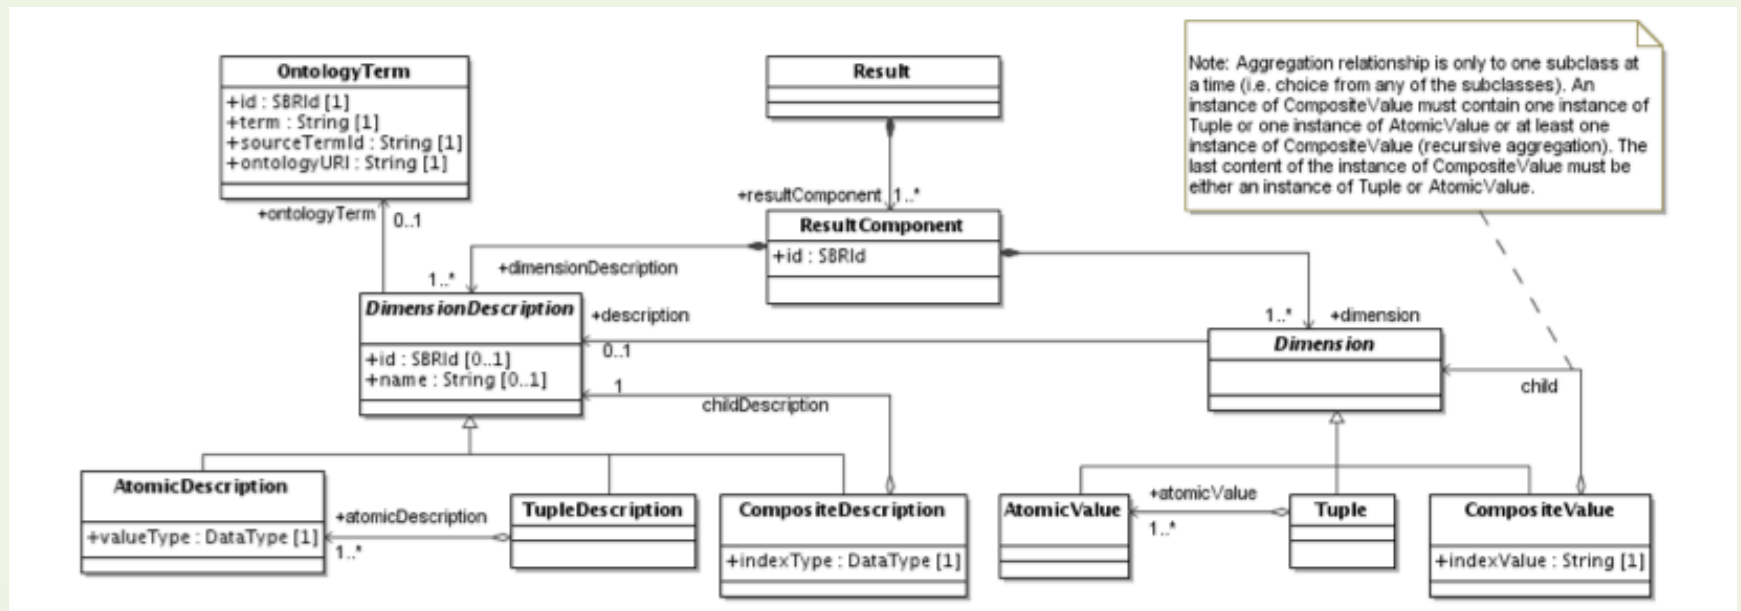 OntologyTerm
+id : SBRId [1]
+term : String [1]
+sourceTermId : String [1]
+ontologyURI : String [1]
Result
Note: Aggregation relationship is only to one subclass at
a time (i.e. choice from any of the subclasses). An
instance of CompositeValue must contain one instance of
Tuple or one instance of AtomicValue or at least one
instance of CompositeValue (recursive aggregation). The
last content of the instance of CompositeValue must be
either an instance of Tuple or AtomicValue.
+resultComponent
1..*
+ontologyTerm
0..1
ResultComponent
+id : SBRId
+dimensionDescription
1..*
DimensionDescription
+id : SBRId [0..1]
+name : String [0..1]
+description
0..1
1..*
+dimension
Dimension
1
childDescription
child
AtomicDescription
+valueType : DataType [1]
+atomicDescription
1..*
TupleDescription
CompositeDescription
+indexType : DataType [1]
AtomicValue
+atomicValue
1..*
Tuple
CompositeValue
+indexValue : String [1]